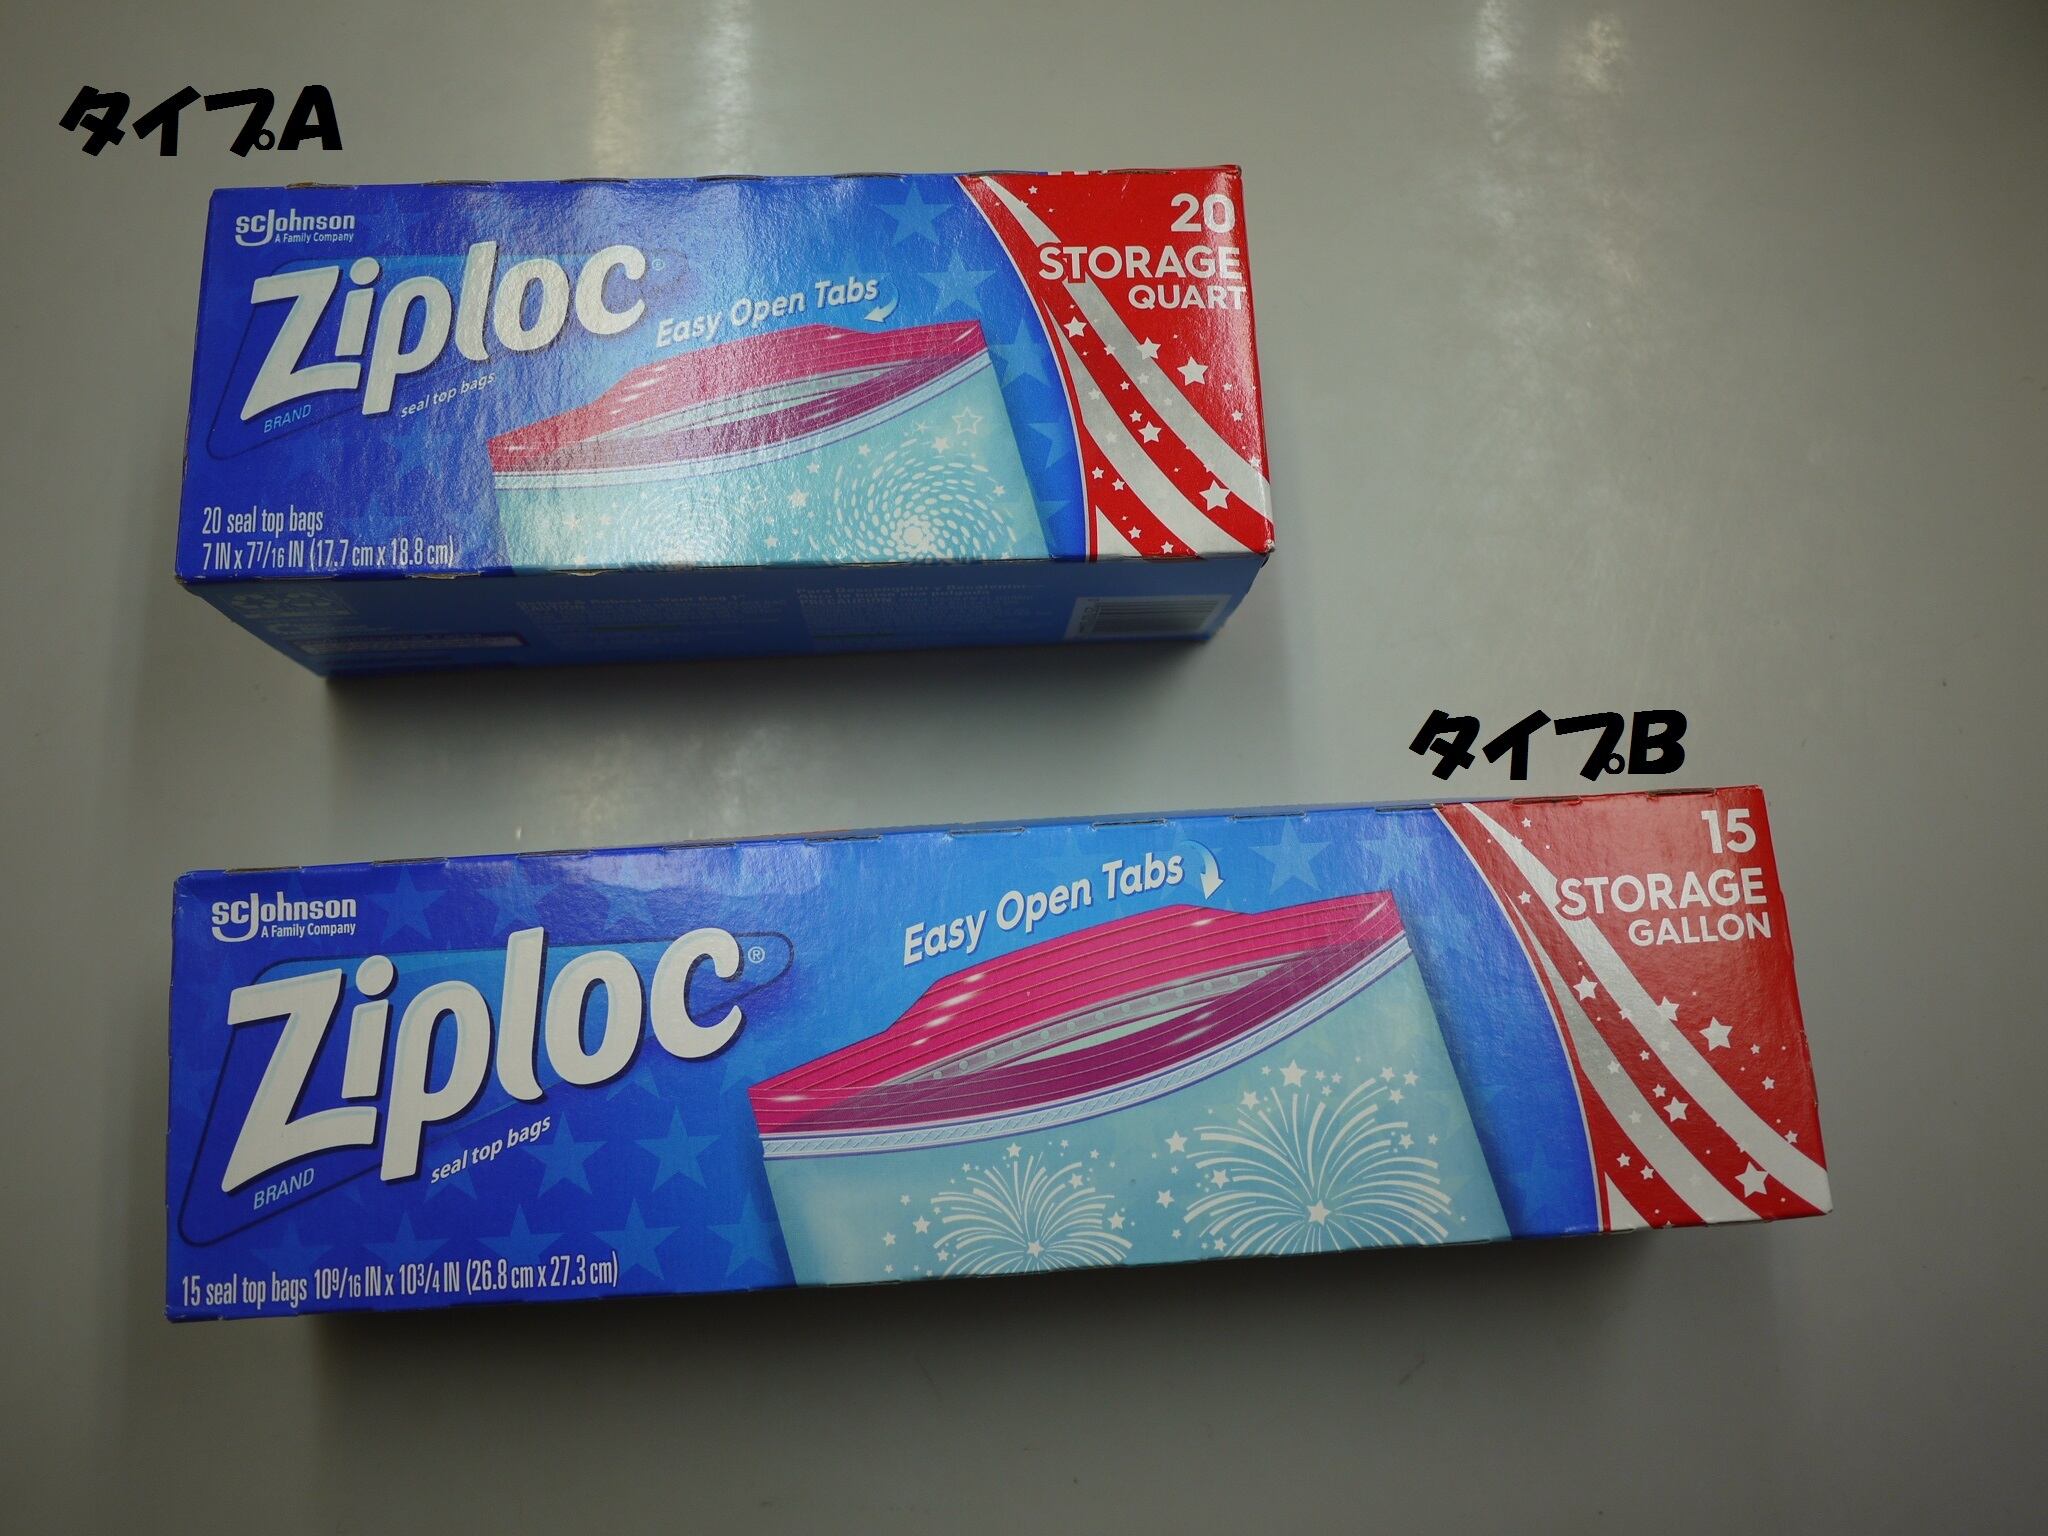 タイプA
scJohnson
A Family Company
Ziploc®
BRAND
seal top bags
Easy Open Tabs
20
STORAGE
QUART
20 seal top bags
7 IN x 7 7/16 IN (17.7 cm x 18.8 cm)
タイプB
scJohnson
A Family Company
Ziploc®
BRAND
seal top bags
Easy Open Tabs
15
STORAGE
GALLON
15 seal top bags 10 9/16 IN x 10 3/4 IN (26.8 cm x 27.3 cm)